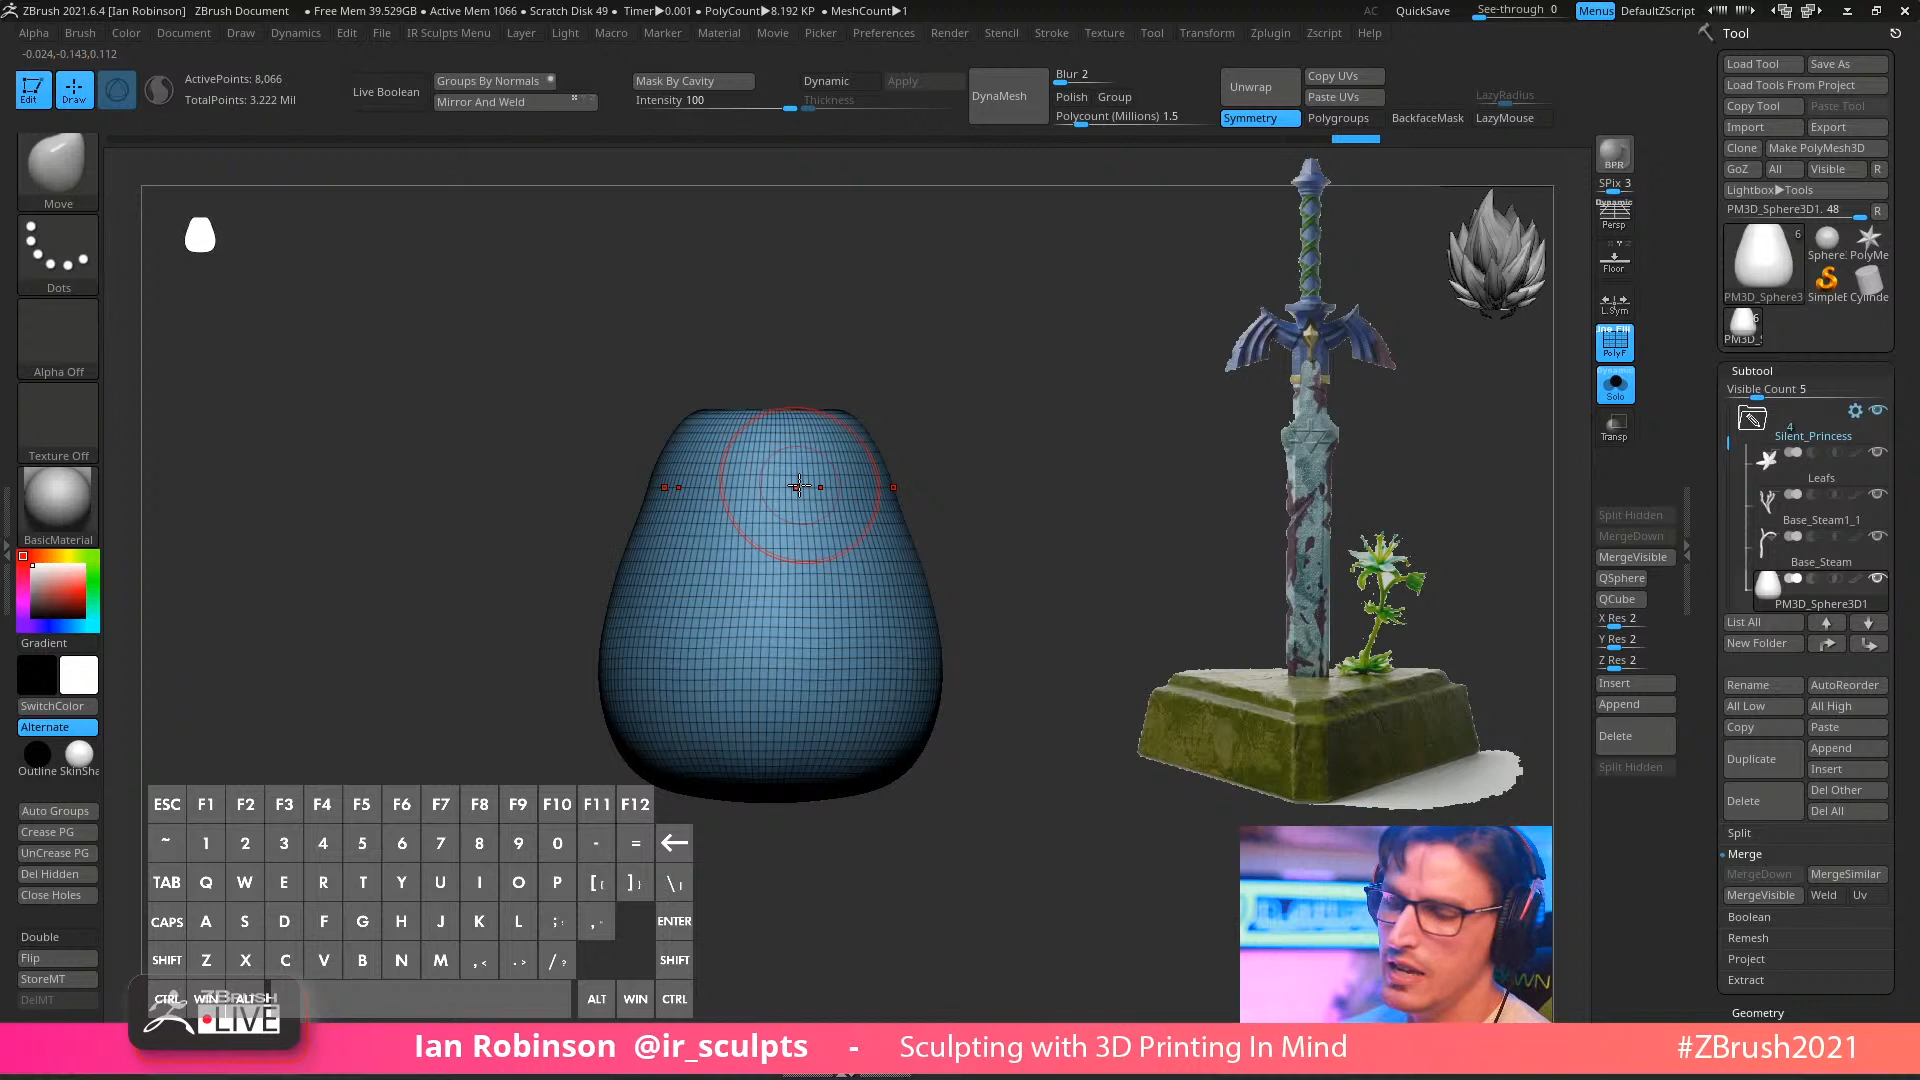 ZBrush 2021.6.4 [Ian Robinson] ZBrush Document • Free Mem 39.529GB • Active Mem 1066 • Scratch Disk 49 • Timer▶0.001 • PolyCount▶8.192 KP • MeshCount▶1 AC QuickSave See-through 0 Menus DefaultZScript
Alpha Brush Color Document Draw Dynamics Edit File IR Sculpts Menu Layer Light Macro Marker Material Movie Picker Preferences Render Stencil Stroke Texture Tool Transform Zplugin Zscript Help
Tool
-0.024,-0.143,0.112
Edit
Draw
ActivePoints: 8,066
TotalPoints: 3.222 Mil
Live Boolean
Groups By Normals
Mirror And Weld
Mask By Cavity
Intensity 100
Dynamic
Apply
Thickness
DynaMesh
Blur 2
Polish Group
Polycount (Millions) 1.5
Unwrap
Symmetry
Copy UVs
Paste UVs
Polygroups
BackfaceMask
LazyRadius
LazyMouse
Move
Dots
Alpha Off
Texture Off
BasicMaterial
Gradient
SwitchColor
Alternate
Outline SkinSha
Auto Groups
Crease PG
UnCrease PG
Del Hidden
Close Holes
Double
Flip
StoreMT
DelMT
BPR
SPix 3
Dynamic
Persp
Floor
L.Sym
Line Fill
PolyF
Dynamic
Solo
Transp
Split Hidden
MergeDown
MergeVisible
QSphere
QCube
X Res 2
Y Res 2
Z Res 2
Insert
Append
Delete
Split Hidden
Load Tool Save As
Load Tools From Project
Copy Tool Paste Tool
Import Export
Clone Make PolyMesh3D
GoZ All Visible R
Lightbox▶Tools
PM3D_Sphere3D1. 48 R
6
Sphere. PolyMe
PM3D_Sphere3 SimpleB Cylinde
6
PM3D_S
Subtool
Visible Count 5
4
Silent_Princess
Leafs
Base_Steam1_1
Base_Steam
PM3D_Sphere3D1
List All
New Folder
Rename AutoReorder
All Low All High
Copy Paste
Duplicate Append
Insert
Delete Del Other
Del All
Split
Merge
MergeDown MergeSimilar
MergeVisible Weld Uv
Boolean
Remesh
Project
Extract
Geometry
ESC F1 F2 F3 F4 F5 F6 F7 F8 F9 F10 F11 F12
~ 1 2 3 4 5 6 7 8 9 0 - = ←
TAB Q W E R T Y U I O P [ { ] } \ |
CAPS A S D F G H J K L ; : ENTER
SHIFT Z X C V B N M , < . > / ? SHIFT
CTRL WIN ALT ALT WIN CTRL
ZBRUSH
LIVE
Ian Robinson @ir_sculpts - Sculpting with 3D Printing In Mind #ZBrush2021